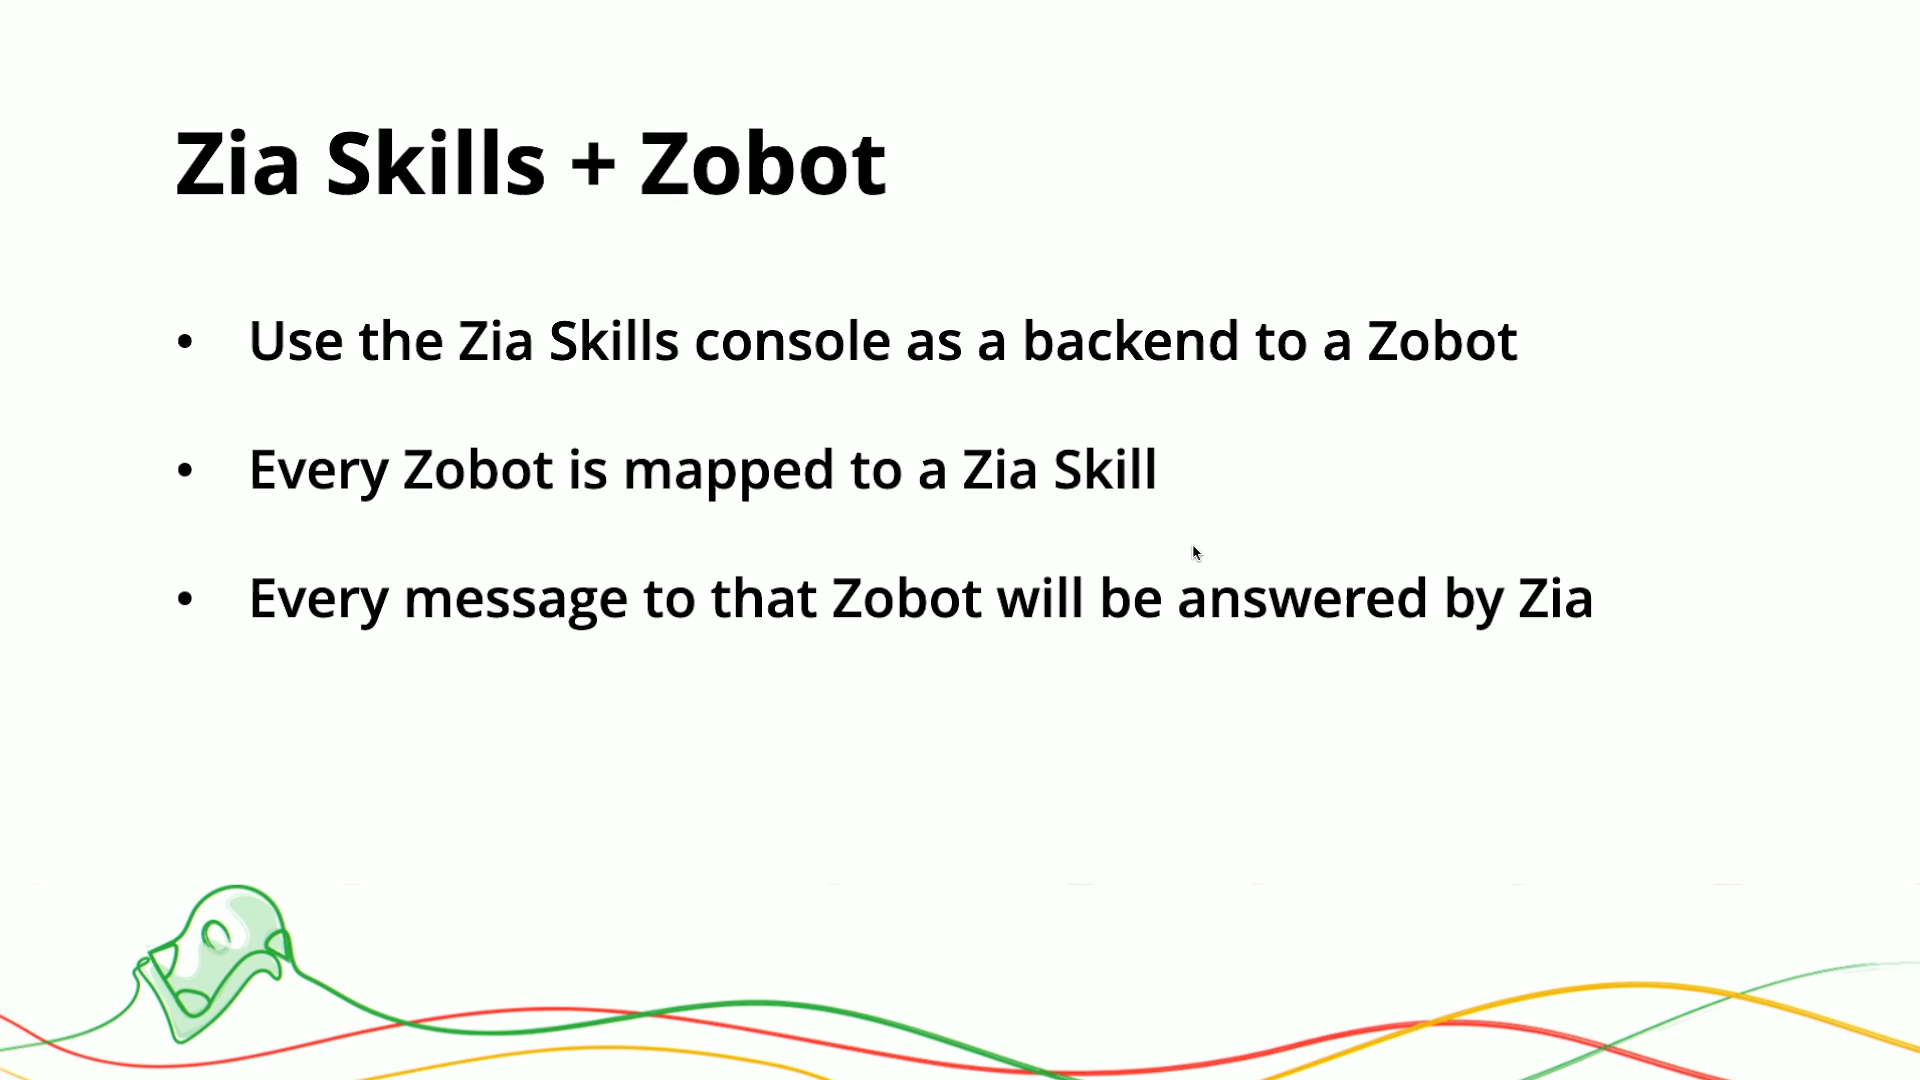 Zia Skills + Zobot
• Use the Zia Skills console as a backend to a Zobot
• Every Zobot is mapped to a Zia Skill
• Every message to that Zobot will be answered by Zia